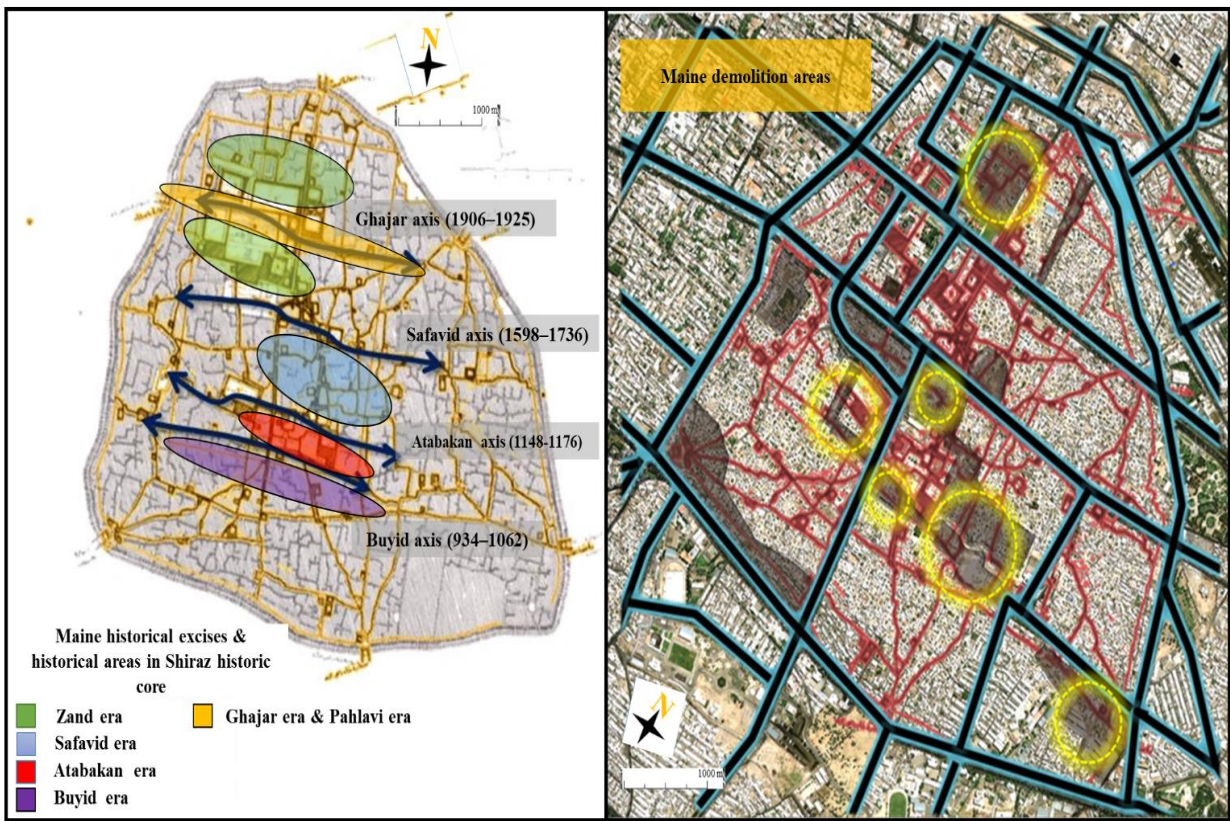 N
1000 m
Ghajar axis (1906–1925)
Safavid axis (1598–1736)
Atabakan axis (1148-1176)
Buyid axis (934–1062)
Maine historical excises &
historical areas in Shiraz historic
core
Zand era
Ghajar era & Pahlavi era
Safavid era
Atabakan era
Buyid era
Maine demolition areas
N
1000 m